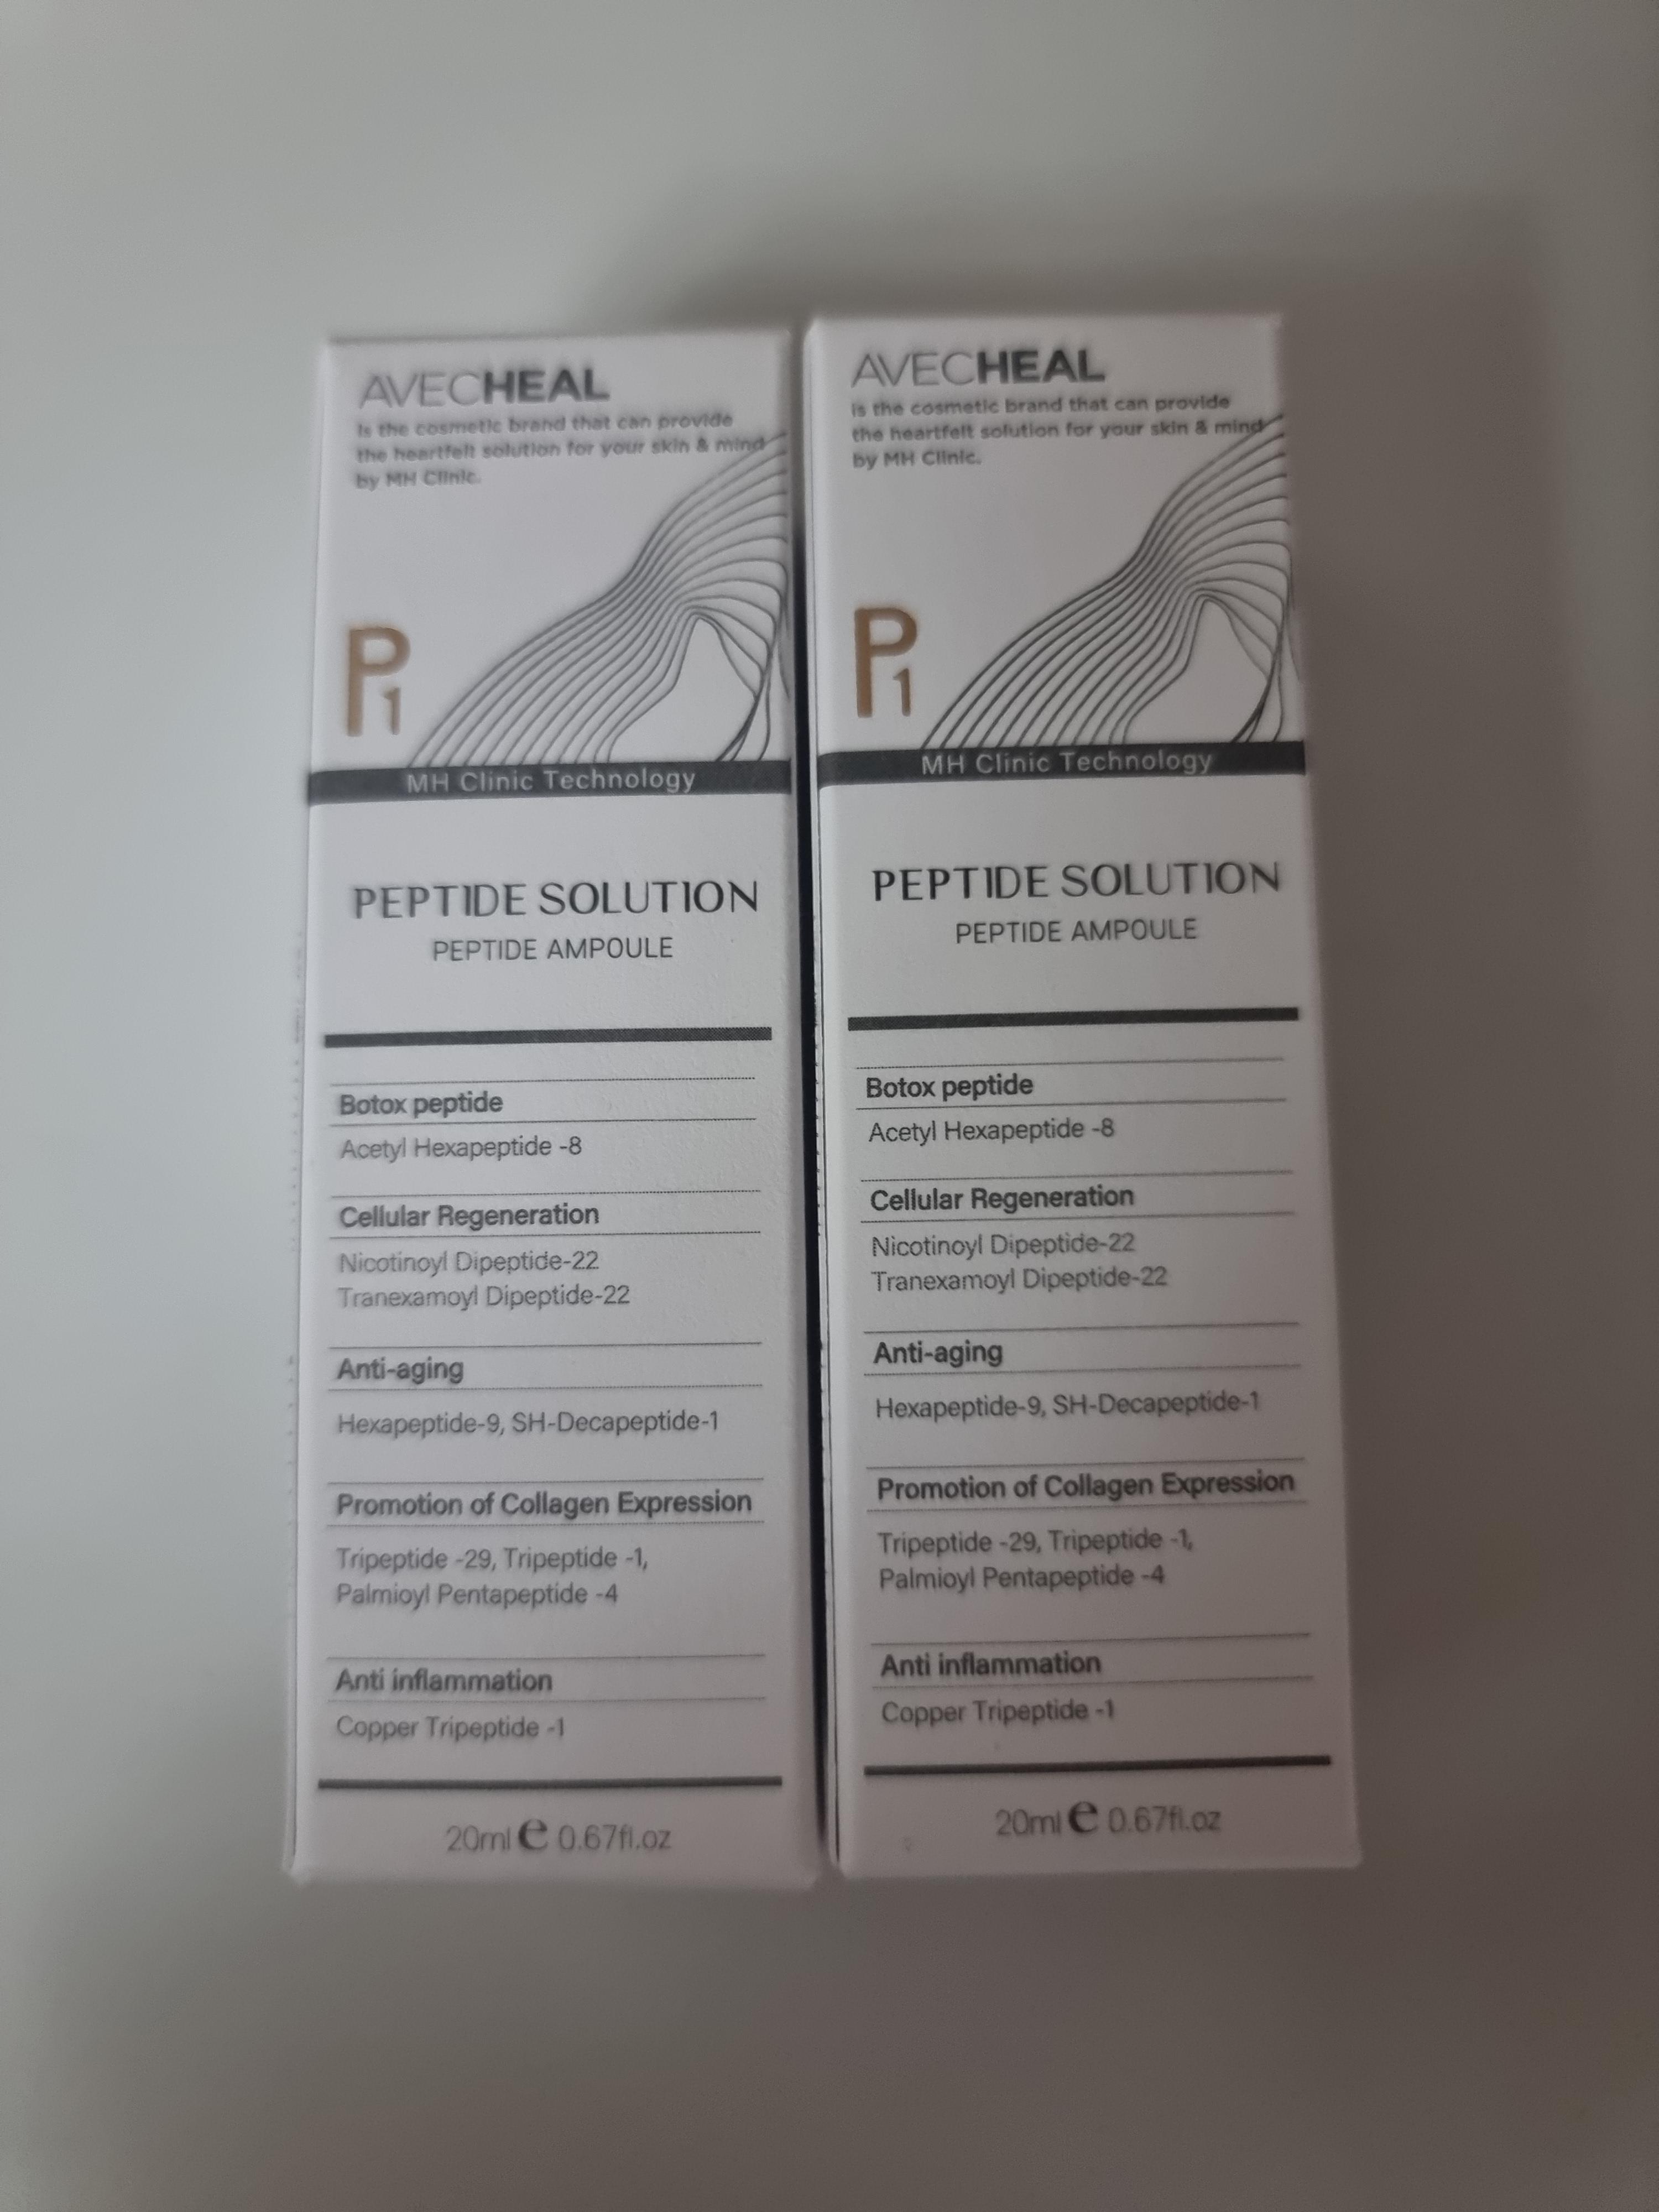 AVECHEAL
is the cosmetic brand that can provide
the heartfelt solution for your skin & mind
by MH Clinic.
P1
MH Clinic Technology
PEPTIDE SOLUTION
PEPTIDE AMPOULE
Botox peptide
Acetyl Hexapeptide -8
Cellular Regeneration
Nicotinoyl Dipeptide-22
Tranexamoyl Dipeptide-22
Anti-aging
Hexapeptide-9, SH-Decapeptide-1
Promotion of Collagen Expression
Tripeptide -29, Tripeptide -1,
Palmioyl Pentapeptide -4
Anti inflammation
Copper Tripeptide -1
20ml e 0.67fl.oz
AVECHEAL
is the cosmetic brand that can provide
the heartfelt solution for your skin & mind
by MH Clinic.
P1
MH Clinic Technology
PEPTIDE SOLUTION
PEPTIDE AMPOULE
Botox peptide
Acetyl Hexapeptide -8
Cellular Regeneration
Nicotinoyl Dipeptide-22
Tranexamoyl Dipeptide-22
Anti-aging
Hexapeptide-9, SH-Decapeptide-1
Promotion of Collagen Expression
Tripeptide -29, Tripeptide -1,
Palmioyl Pentapeptide -4
Anti inflammation
Copper Tripeptide -1
20ml e 0.67fl.oz